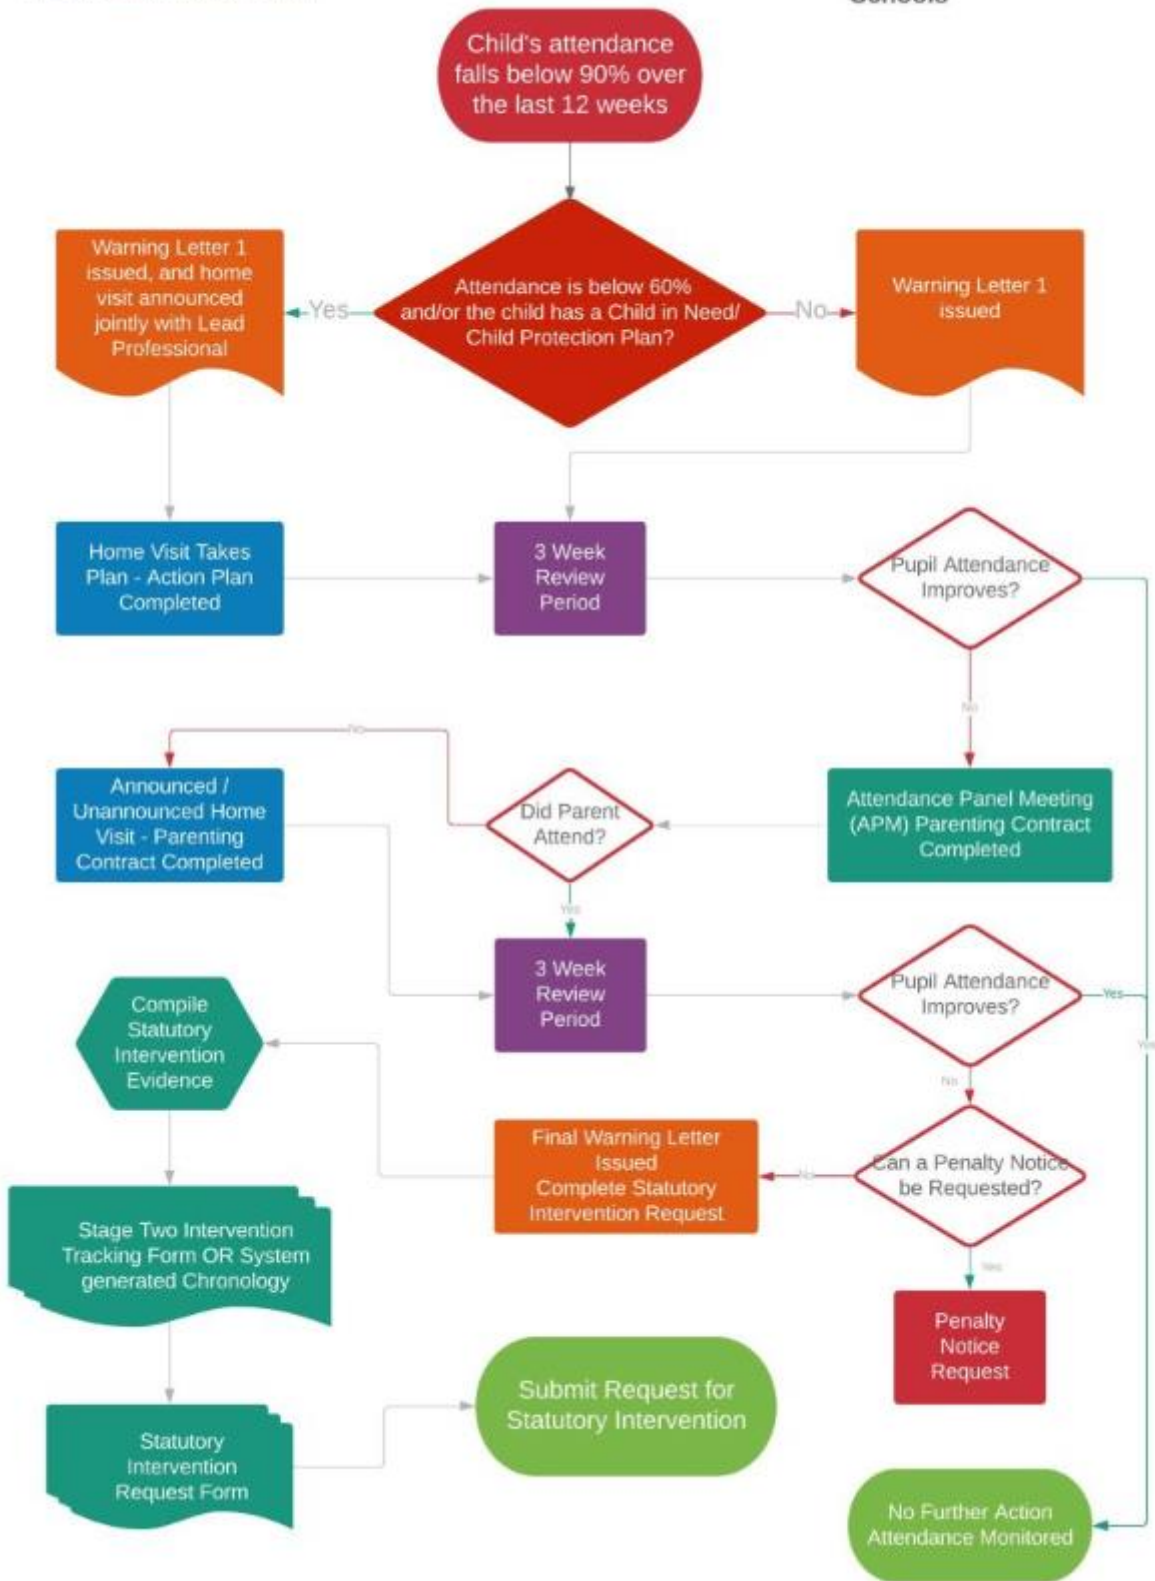 Schools
Child's attendance
falls below 90% over
the last 12 weeks
Warning Letter 1
issued, and home
visit announced
jointly with Lead
Professional
Yes
Attendance is below 60%
and/or the child has a Child in Need/
Child Protection Plan?
No
Warning Letter 1
issued
Home Visit Takes
Plan - Action Plan
Completed
3 Week
Review
Period
Pupil Attendance
Improves?
No
No
Announced /
Unannounced Home
Visit - Parenting
Contract Completed
Did Parent
Attend?
Attendance Panel Meeting
(APM) Parenting Contract
Completed
Yes
3 Week
Review
Period
Pupil Attendance
Improves?
Yes
Yes
Compile
Statutory
Intervention
Evidence
No
Final Warning Letter
Issued
Complete Statutory
Intervention Request
No
Can a Penalty Notice
be Requested?
Yes
Stage Two Intervention
Tracking Form OR System
generated Chronology
Penalty
Notice
Request
Submit Request for
Statutory Intervention
Statutory
Intervention
Request Form
No Further Action
Attendance Monitored